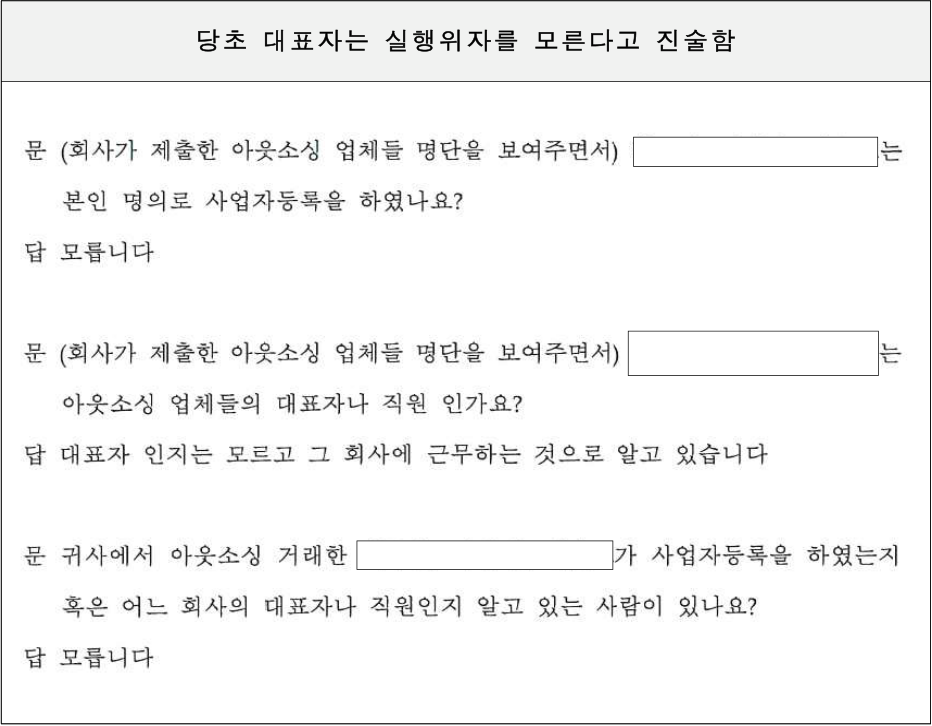 당초 대표자는 실행위자를 모른다고 진술함
문 (회사가 제출한 아웃소싱 업체들 명단을 보여주면서) 는
본인 명의로 사업자등록을 하였나요?
답 모릅니다
문 (회사가 제출한 아웃소싱 업체들 명단을 보여주면서) 는
아웃소싱 업체들의 대표자나 직원 인가요?
답 대표자 인지는 모르고 그 회사에 근무하는 것으로 알고 있습니다
문 귀사에서 아웃소싱 거래한 가 사업자등록을 하였는지
혹은 어느 회사의 대표자나 직원인지 알고 있는 사람이 있나요?
답 모릅니다